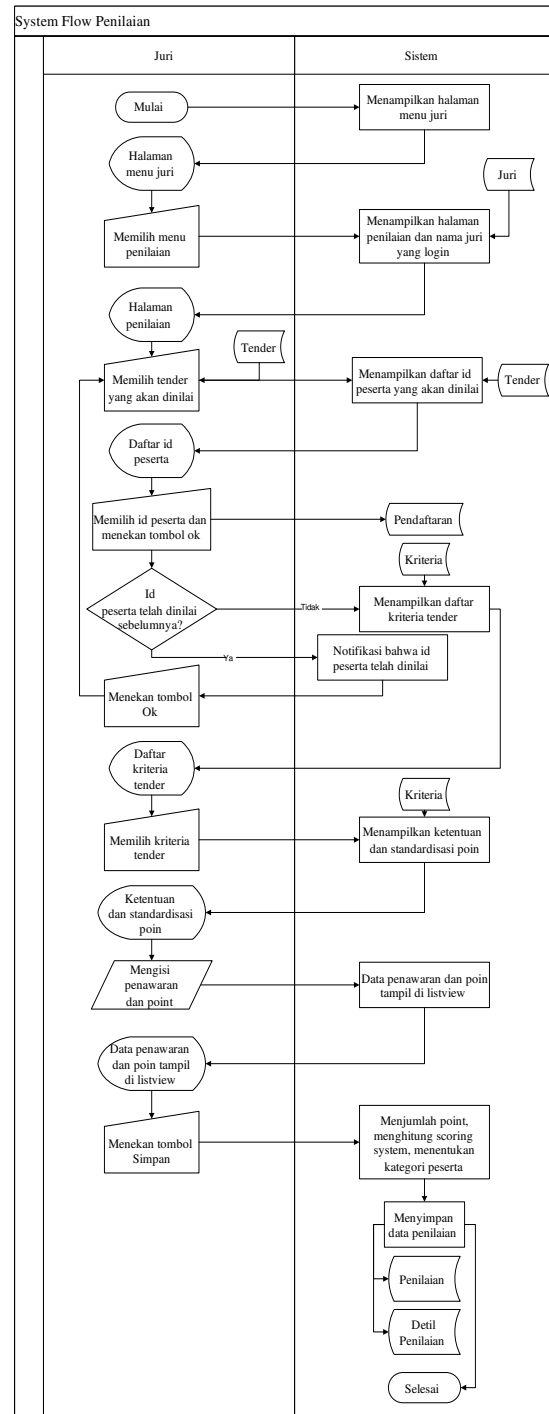 System Flow Penilaian
Juri
Sistem
Mulai
Menampilkan halaman
menu juri
Halaman
menu juri
Juri
Memilih menu
penilaian
Menampilkan halaman
penilaian dan nama juri
yang login
Halaman
penilaian
Tender
Memilih tender
yang akan dinilai
Menampilkan daftar id
peserta yang akan dinilai
Tender
Daftar id
peserta
Memilih id peserta dan
menekan tombol ok
Pendaftaran
Kriteria
Id
peserta telah dinilai
sebelumnya?
Tidak
Menampilkan daftar
kriteria tender
Ya
Notifikasi bahwa id
peserta telah dinilai
Menekan tombol
Ok
Daftar
kriteria
tender
Kriteria
Memilih kriteria
tender
Menampilkan ketentuan
dan standardisasi poin
Ketentuan
dan standardisasi
poin
Mengisi
penawaran
dan point
Data penawaran dan poin
tampil di listview
Data penawaran
dan poin tampil
di listview
Menekan tombol
Simpan
Menjumlah point,
menghitung scoring
system, menentukan
kategori peserta
Menyimpan
data penilaian
Penilaian
Detil
Penilaian
Selesai